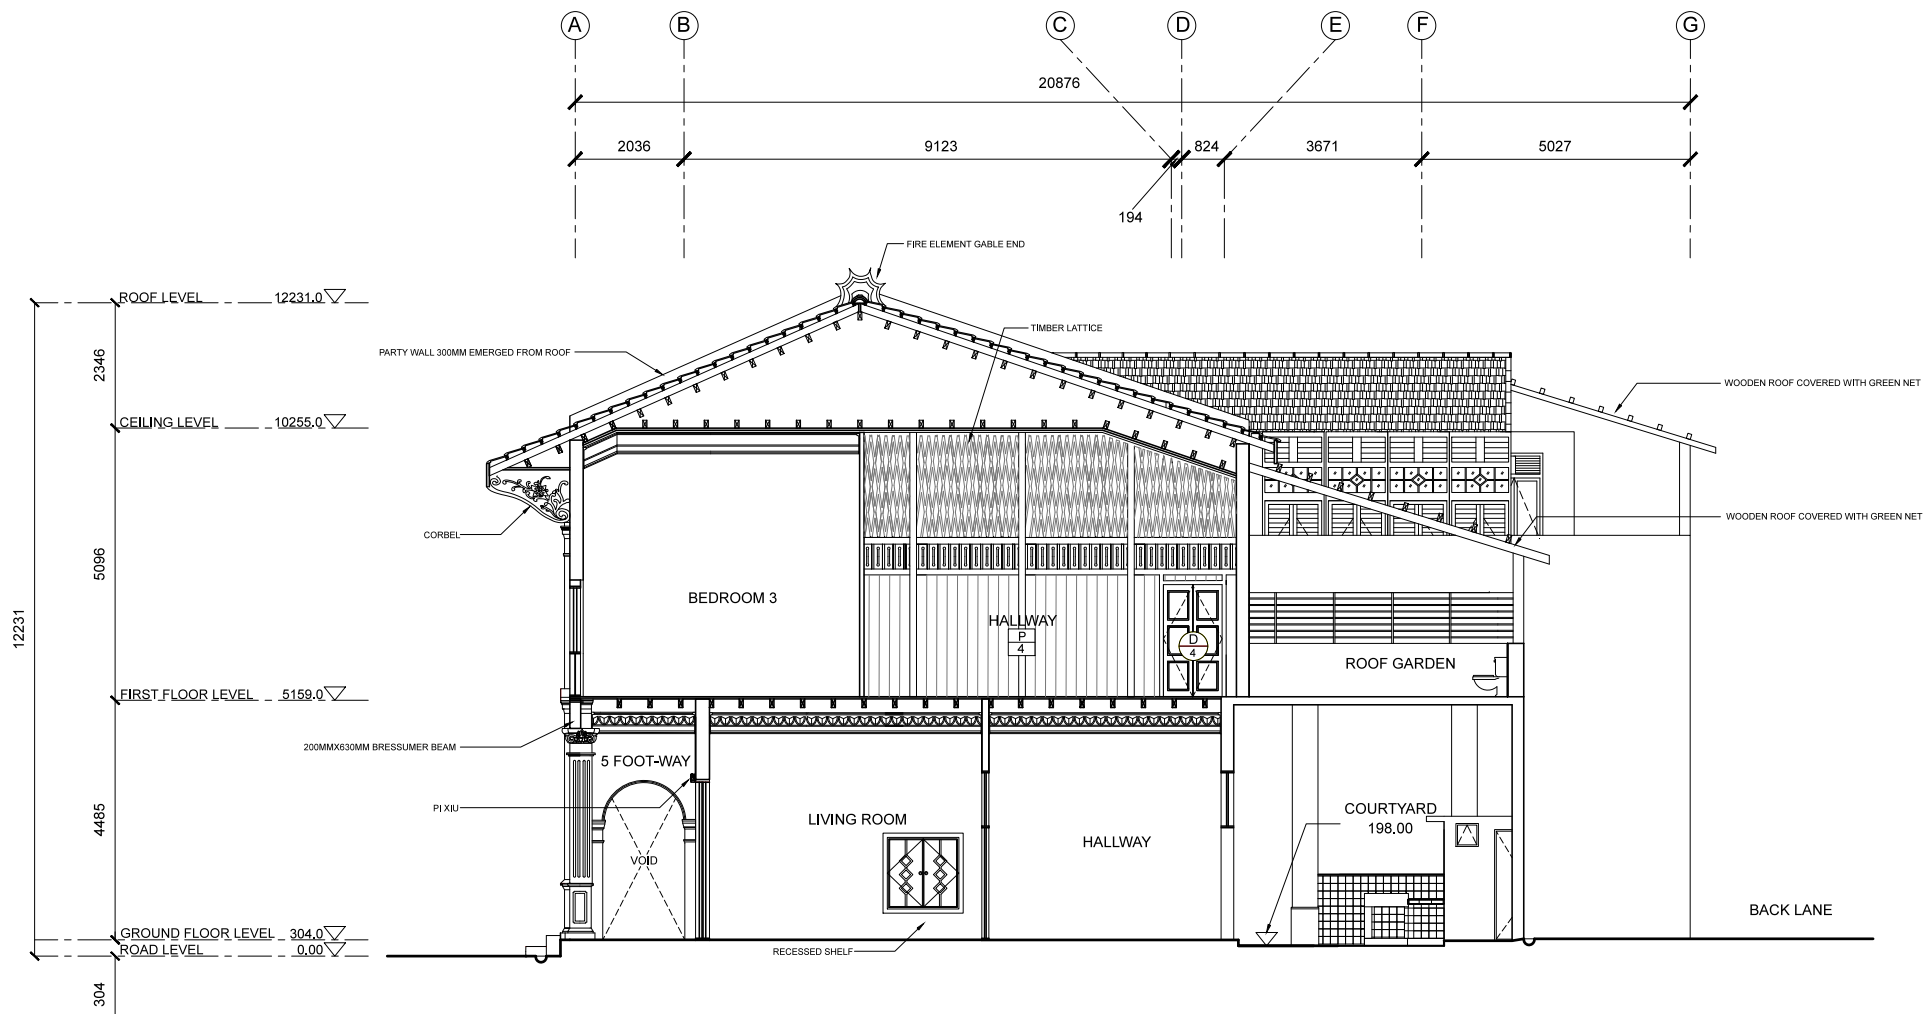 A
B
C
D
E
F
G
20876
2036
9123
824
3671
5027
194
FIRE ELEMENT GABLE END
ROOF LEVEL 12231.0
TIMBER LATTICE
PARTY WALL 300MM EMERGED FROM ROOF
2346
WOODEN ROOF COVERED WITH GREEN NET
CEILING LEVEL 10255.0
WOODEN ROOF COVERED WITH GREEN NET
CORBEL
5096
BEDROOM 3
HALLWAY
P
4
D
4
12231
ROOF GARDEN
FIRST FLOOR LEVEL 5159.0
200MMX630MM BRESSUMER BEAM
5 FOOT-WAY
PI XIU
COURTYARD
198.00
LIVING ROOM
4485
HALLWAY
VOID
BACK LANE
GROUND FLOOR LEVEL 304.0
ROAD LEVEL 0.00
RECESSED SHELF
304